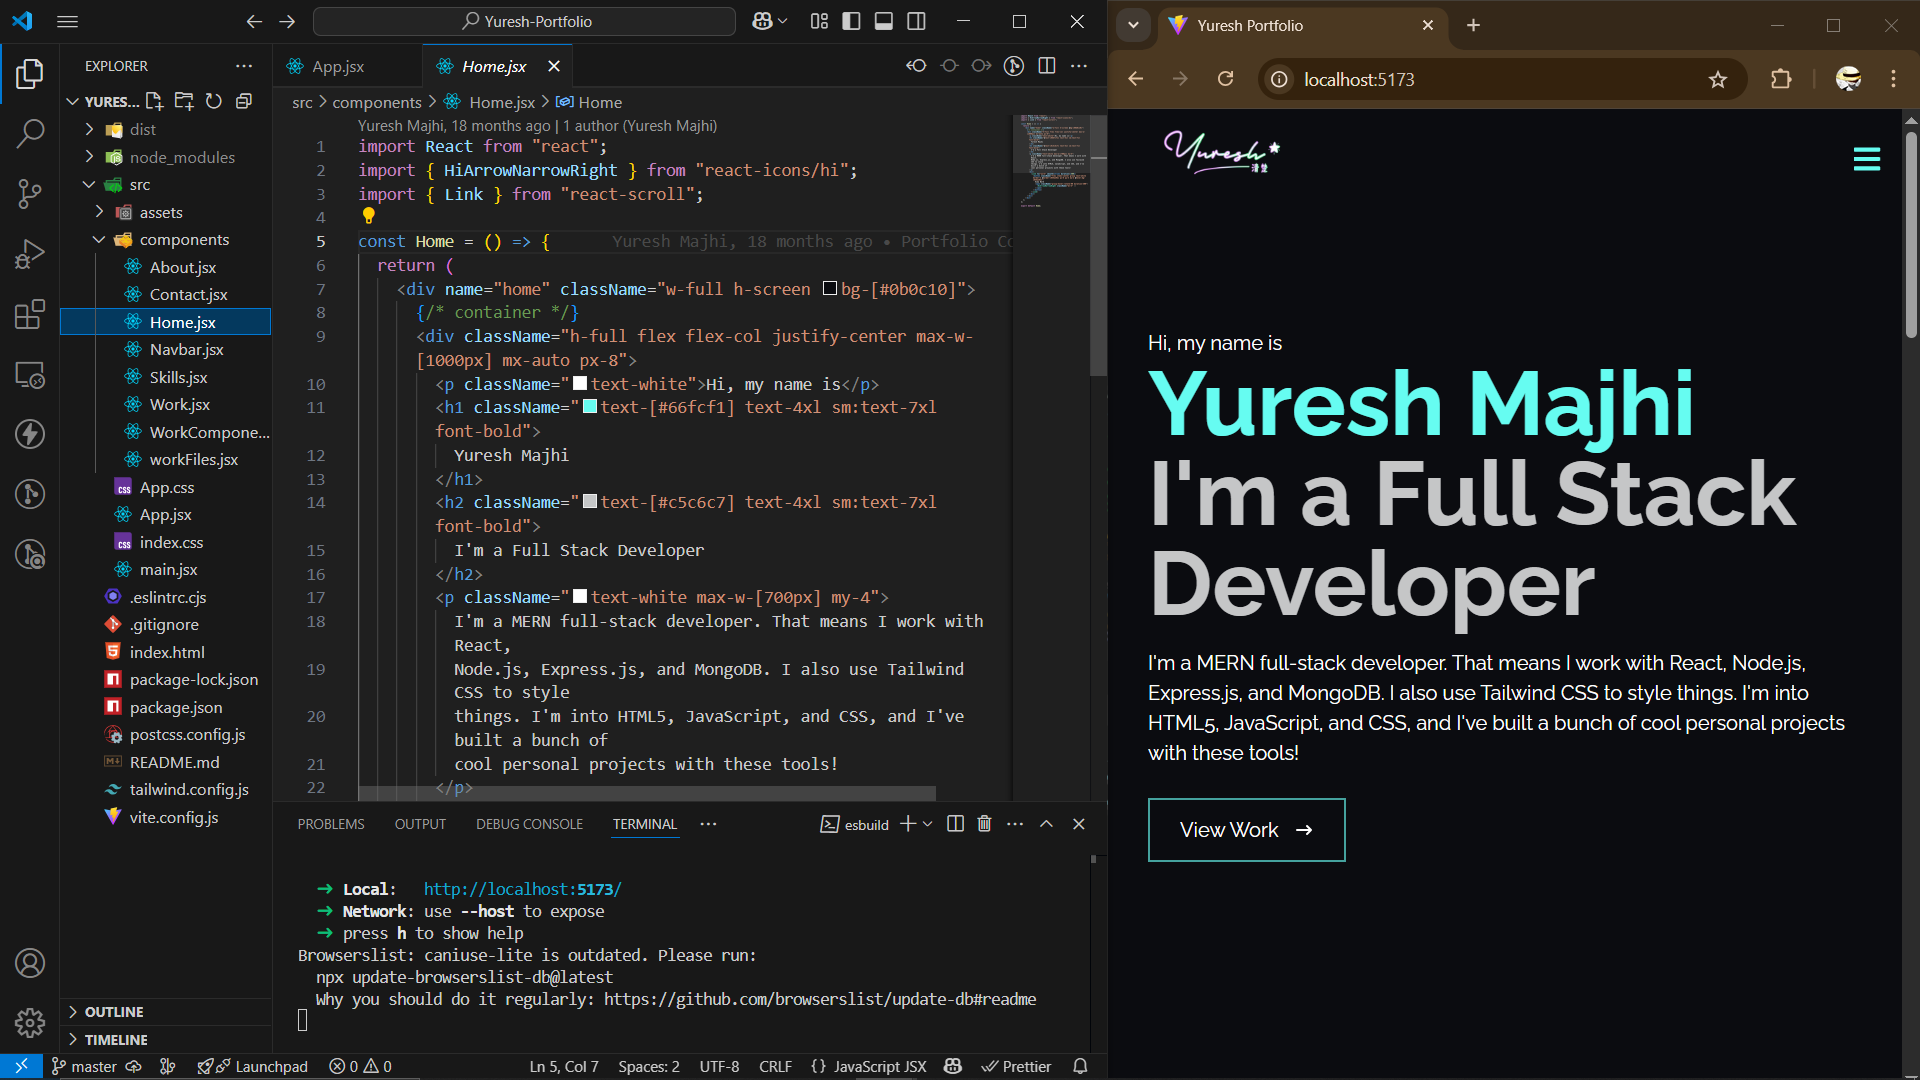 Yuresh-Portfolio
EXPLORER
YURES...
dist
node_modules
src
assets
components
About.jsx
Contact.jsx
Home.jsx
Navbar.jsx
Skills.jsx
Work.jsx
WorkCompone...
workFiles.jsx
App.css
App.jsx
index.css
main.jsx
.eslintrc.cjs
.gitignore
index.html
package-lock.json
package.json
postcss.config.js
README.md
tailwind.config.js
vite.config.js
OUTLINE
TIMELINE
App.jsx
Home.jsx
src > components > Home.jsx > Home
Yuresh Majhi, 18 months ago | 1 author (Yuresh Majhi)
1 import React from "react";
2 import { HiArrowNarrowRight } from "react-icons/hi";
3 import { Link } from "react-scroll";
4
5 const Home = () => { Yuresh Majhi, 18 months ago • Portfolio Co
6 return (
7 <div name="home" className="w-full h-screen bg-[#0b0c10]">
8 {/* container */}
9 <div className="h-full flex flex-col justify-center max-w-
[1000px] mx-auto px-8">
10 <p className="text-white">Hi, my name is</p>
11 <h1 className="text-[#66fcf1] text-4xl sm:text-7xl
font-bold">
12 Yuresh Majhi
13 </h1>
14 <h2 className="text-[#c5c6c7] text-4xl sm:text-7xl
font-bold">
15 I'm a Full Stack Developer
16 </h2>
17 <p className="text-white max-w-[700px] my-4">
18 I'm a MERN full-stack developer. That means I work with
React,
19 Node.js, Express.js, and MongoDB. I also use Tailwind
CSS to style
20 things. I'm into HTML5, JavaScript, and CSS, and I've
built a bunch of
21 cool personal projects with these tools!
22 </p>
PROBLEMS OUTPUT DEBUG CONSOLE TERMINAL
esbuild
➜ Local: http://localhost:5173/
➜ Network: use --host to expose
➜ press h to show help
Browserslist: caniuse-lite is outdated. Please run:
npx update-browserslist-db@latest
Why you should do it regularly: https://github.com/browserslist/update-db#readme
master
Launchpad
0 0
Ln 5, Col 7
Spaces: 2
UTF-8
CRLF
{} JavaScript JSX
Prettier
Yuresh Portfolio
localhost:5173
Yuresh
Hi, my name is
Yuresh Majhi
I'm a Full Stack
Developer
I'm a MERN full-stack developer. That means I work with React, Node.js,
Express.js, and MongoDB. I also use Tailwind CSS to style things. I'm into
HTML5, JavaScript, and CSS, and I've built a bunch of cool personal projects
with these tools!
View Work →